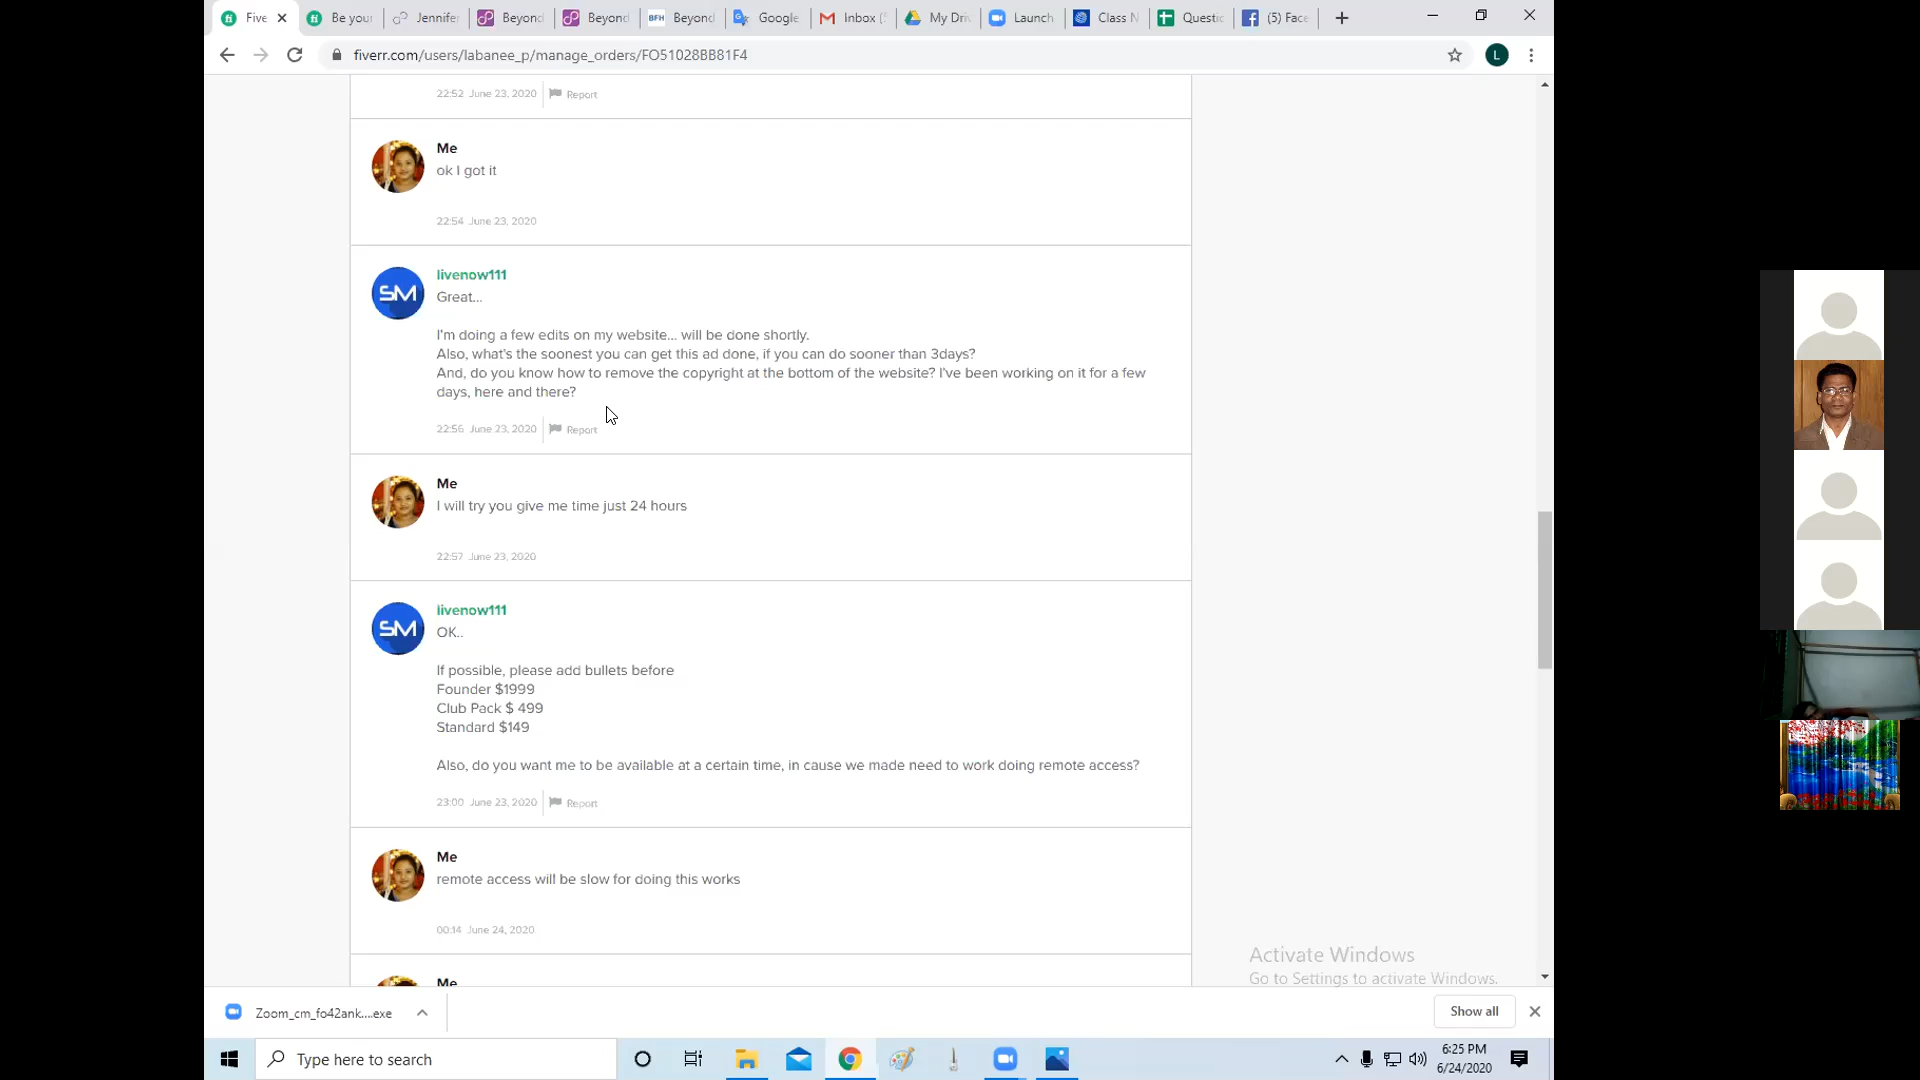 Five
Be your
Jennifer
Beyond
Beyond
BFH Beyond
Google
Inbox (5
My Driv
Launch
Class N
Questic
(5) Face
fiverr.com/users/labanee_p/manage_orders/FO51028BB81F4
L
22:52 June 23, 2020 Report
Me
ok I got it
22:54 June 23, 2020
livenow111
SM
Great...
I'm doing a few edits on my website... will be done shortly.
Also, what's the soonest you can get this ad done, if you can do sooner than 3days?
And, do you know how to remove the copyright at the bottom of the website? I've been working on it for a few
days, here and there?
22:56 June 23, 2020 Report
Me
I will try you give me time just 24 hours
22:57 June 23, 2020
livenow111
SM
OK..
If possible, please add bullets before
Founder $1999
Club Pack $ 499
Standard $149
Also, do you want me to be available at a certain time, in cause we made need to work doing remote access?
23:00 June 23, 2020 Report
Me
remote access will be slow for doing this works
00:14 June 24, 2020
Me
Activate Windows
Go to Settings to activate Windows.
Zoom_cm_fo42ank....exe
Show all
Type here to search
6:25 PM
6/24/2020